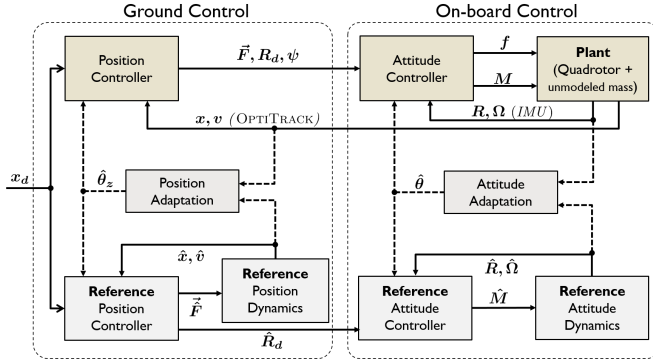 Ground Control
On-board Control
Position
Controller
F⃗, R_d, ψ
Attitude
Controller
f
M
Plant
(Quadrotor +
unmodeled mass)
x, v (OptiTrack)
R, Ω (IMU)
x_d
θ̂_z
Position
Adaptation
θ̂
Attitude
Adaptation
x̂, v̂
R̂, Ω̂
Reference
Position
Controller
F⃗̂
Reference
Position
Dynamics
R̂_d
Reference
Attitude
Controller
M̂
Reference
Attitude
Dynamics